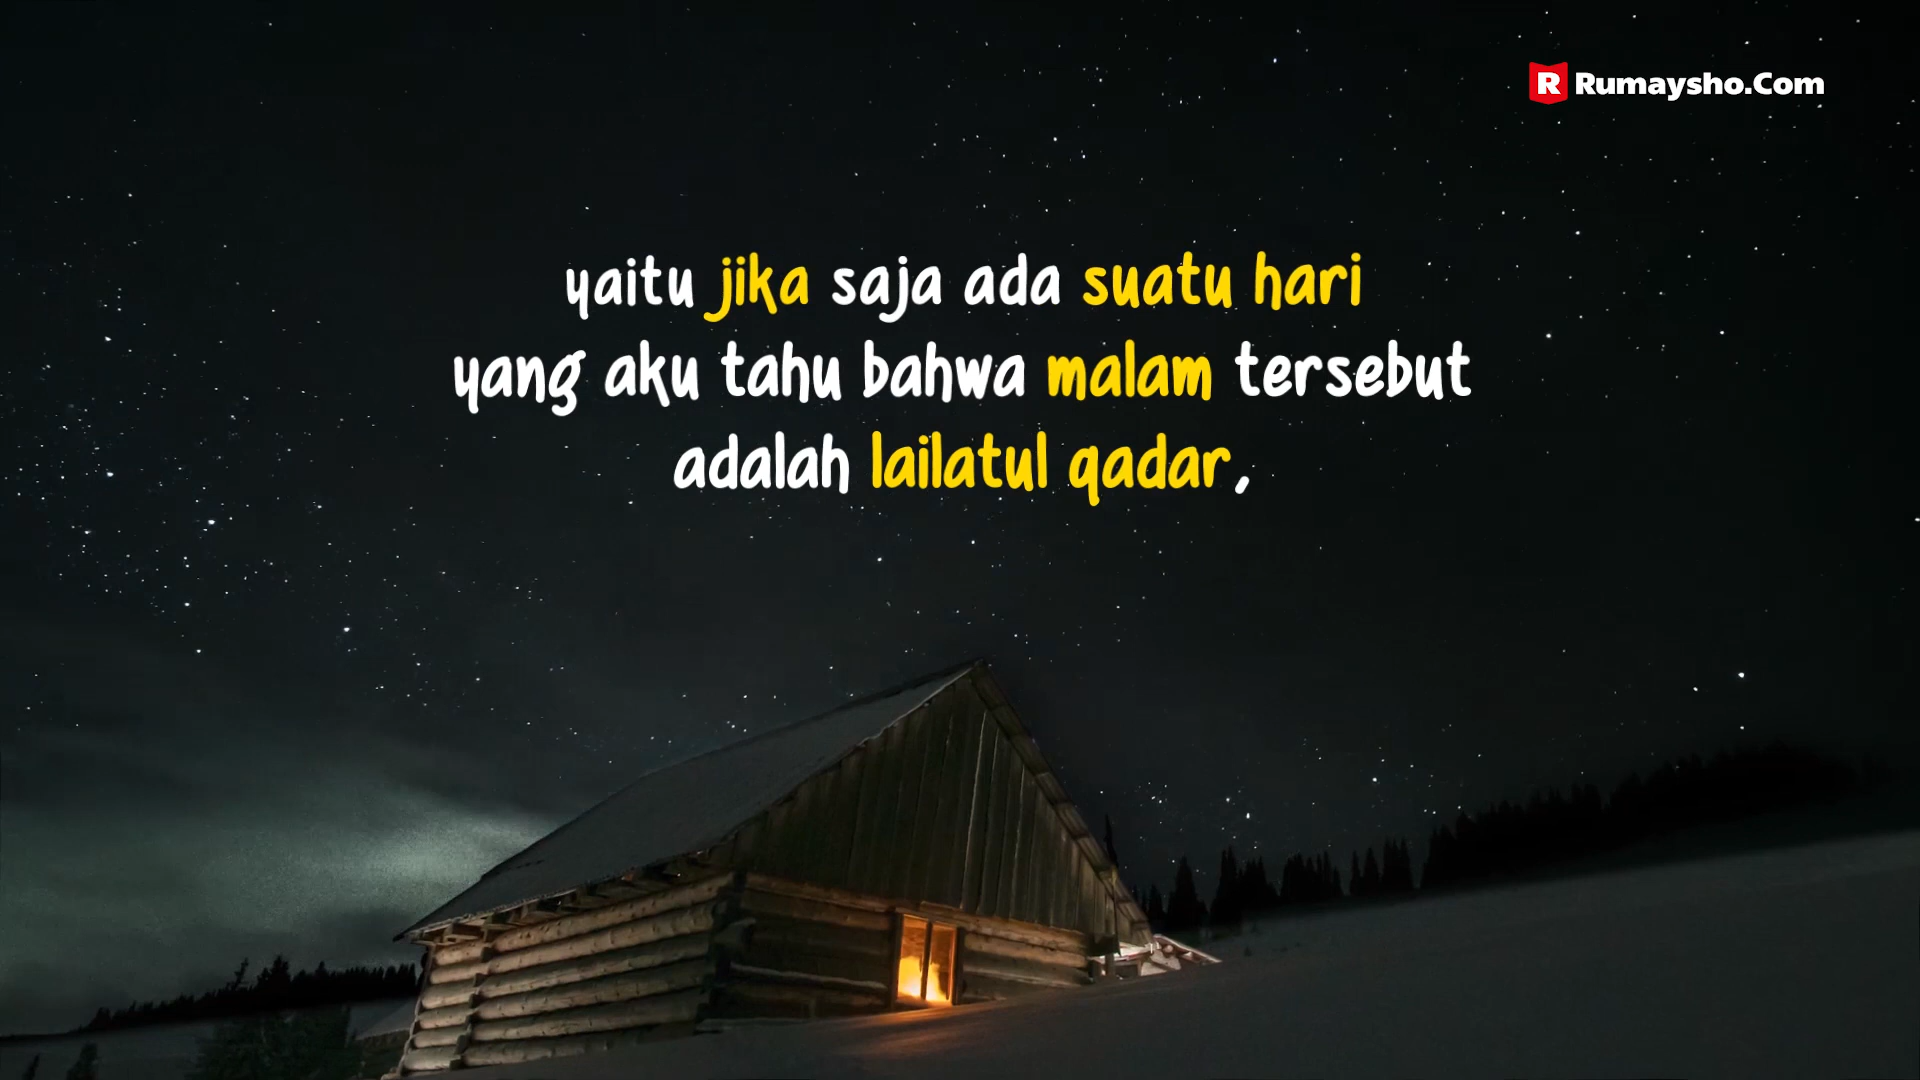 R Rumaysho.Com
yaitu jika saja ada suatu hari
yang aku tahu bahwa malam tersebut
adalah lailatul qadar,